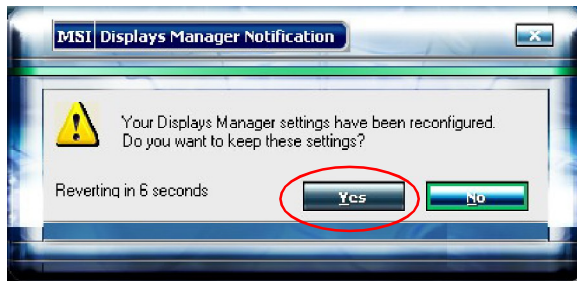 MSI Displays Manager Notification
X
Your Displays Manager settings have been reconfigured.
Do you want to keep these settings?
Reverting in 6 seconds
Yes
No